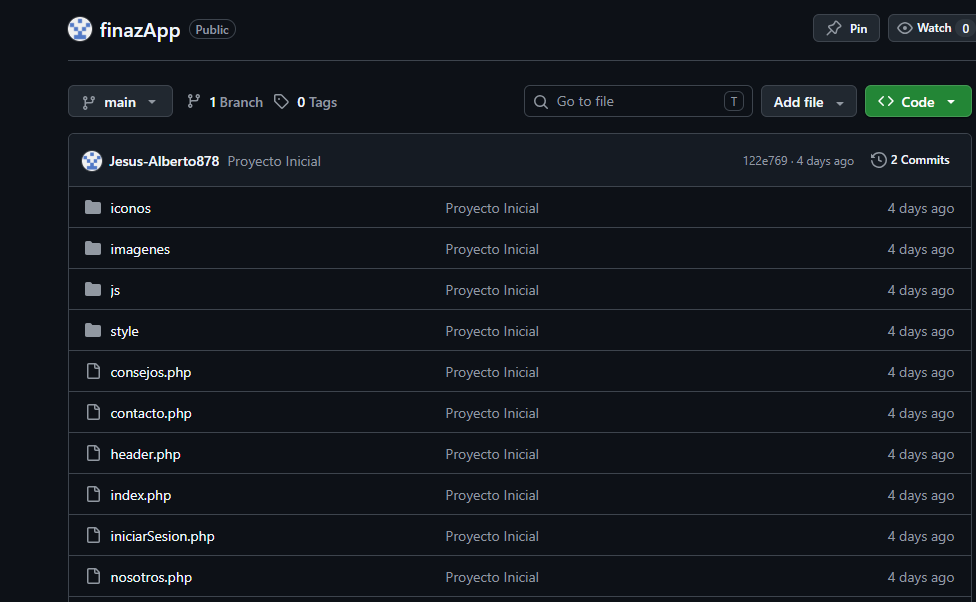 finazApp Public Pin Watch 0
main 1 Branch 0 Tags Go to file T Add file Code
Jesus-Alberto878 Proyecto Inicial 122e769 · 4 days ago 2 Commits
iconos Proyecto Inicial 4 days ago
imagenes Proyecto Inicial 4 days ago
js Proyecto Inicial 4 days ago
style Proyecto Inicial 4 days ago
consejos.php Proyecto Inicial 4 days ago
contacto.php Proyecto Inicial 4 days ago
header.php Proyecto Inicial 4 days ago
index.php Proyecto Inicial 4 days ago
iniciarSesion.php Proyecto Inicial 4 days ago
nosotros.php Proyecto Inicial 4 days ago